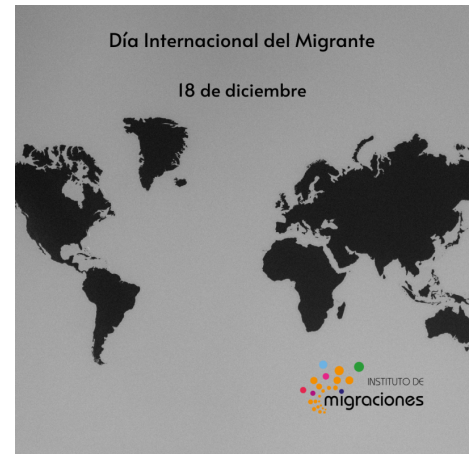 Día Internacional del Migrante
18 de diciembre
INSTITUTO DE
migraciones